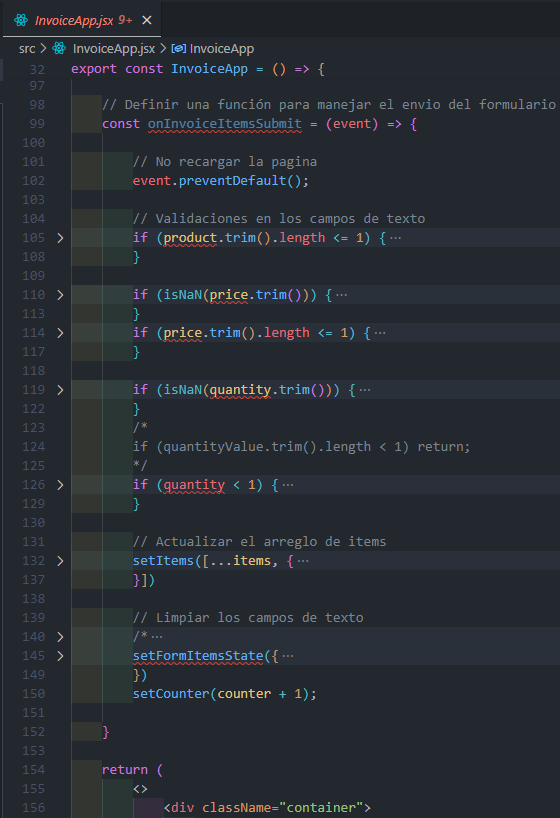 InvoiceApp.jsx 9+ ×
src > InvoiceApp.jsx > InvoiceApp
32 export const InvoiceApp = () => {
97
98 // Definir una función para manejar el envio del formulario
99 const onInvoiceItemsSubmit = (event) => {
100
101 // No recargar la pagina
102 event.preventDefault();
103
104 // Validaciones en los campos de texto
105 > if (product.trim().length <= 1) { ···
108 }
109
110 > if (isNaN(price.trim())) { ···
113 }
114 > if (price.trim().length <= 1) { ···
117 }
118
119 > if (isNaN(quantity.trim())) { ···
122 }
123 /*
124 if (quantityValue.trim().length < 1) return;
125 */
126 > if (quantity < 1) { ···
129 }
130
131 // Actualizar el arreglo de items
132 > setItems([...items, { ···
137 }])
138
139 // Limpiar los campos de texto
140 > /* ···
145 > setFormItemsState({ ···
149 })
150 setCounter(counter + 1);
151
152 }
153
154 return (
155 <>
156 <div className="container">